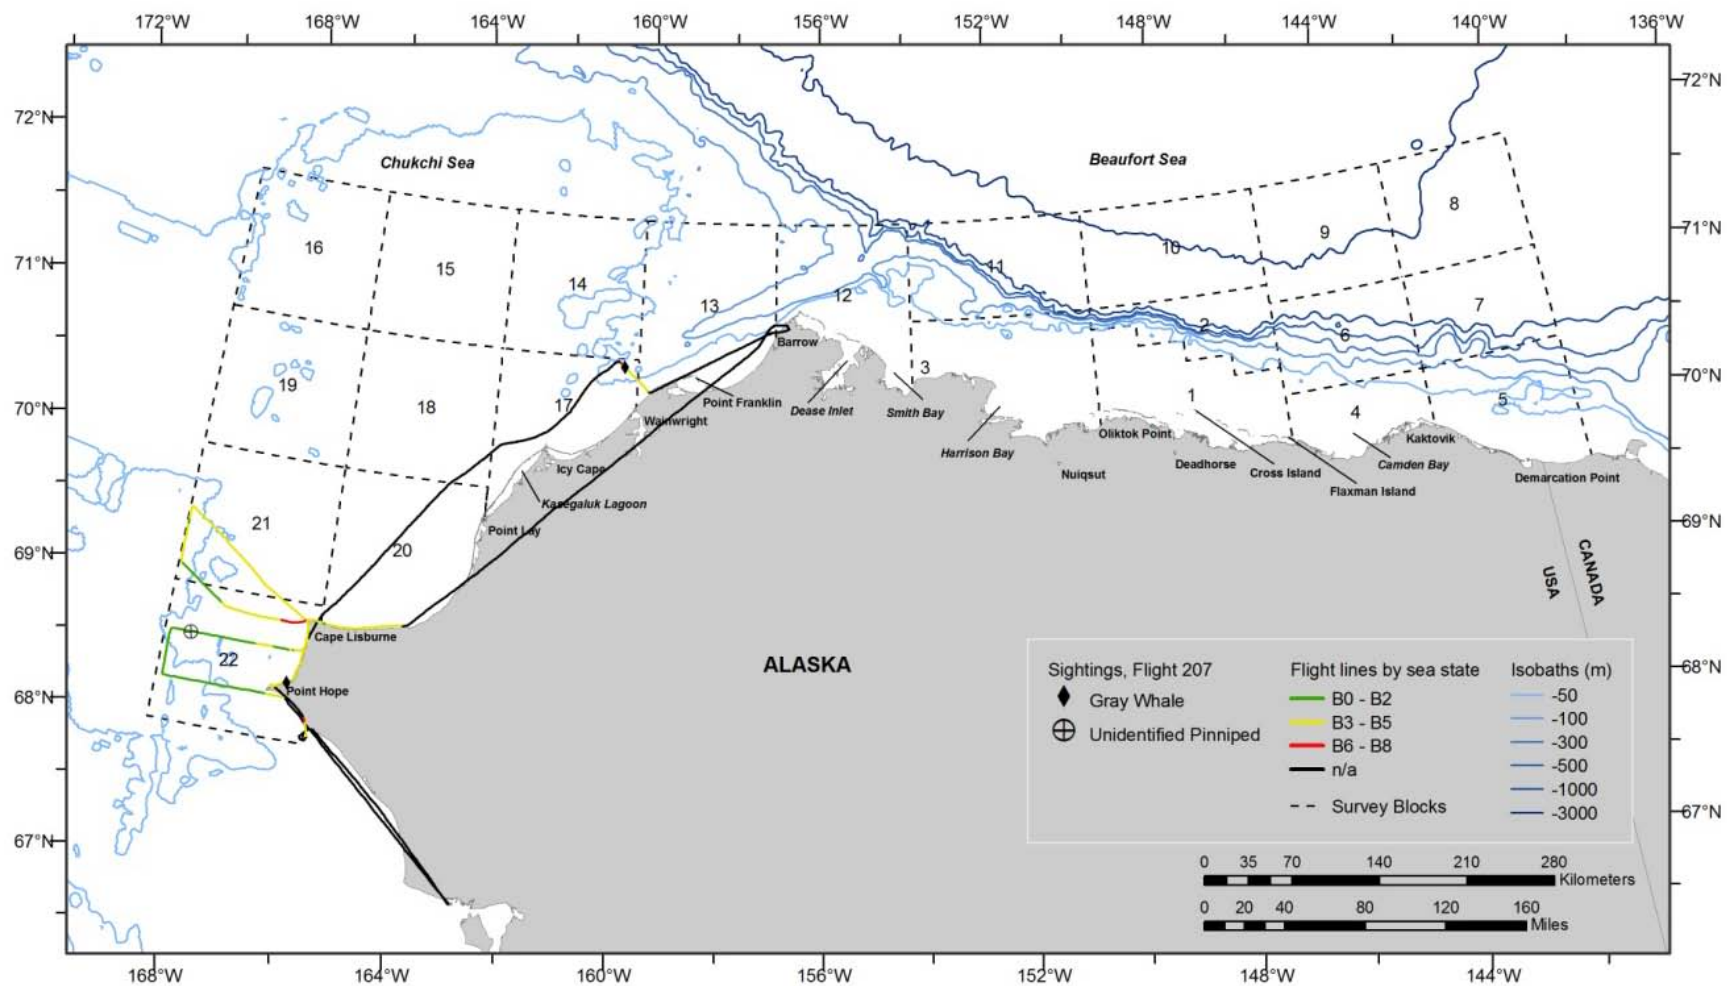 172°W 168°W 164°W 160°W 156°W 152°W 148°W 144°W 140°W 136°W
72°N 72°N
Chukchi Sea Beaufort Sea
8
9
16 10
71°N 15 11 71°N
14
13 12 7
2 6
Barrow
70°N 19 18 17 3 70°N
Point Franklin Dease Inlet Smith Bay 1 4 5
Wainwright
Oliktok Point Kaktovik
Harrison Bay
Icy Cape Nuiqsut Deadhorse Cross Island Camden Bay
Flaxman Island Demarcation Point
Kasegaluk Lagoon
21 Point Lay
69°N 20 69°N
USA CANADA
Cape Lisburne
22 ALASKA
68°N Point Hope 68°N
Sightings, Flight 207
Gray Whale
Unidentified Pinniped
Flight lines by sea state
B0 - B2
B3 - B5
B6 - B8
n/a
Survey Blocks
Isobaths (m)
-50
-100
-300
-500
-1000
-3000
67°N 67°N
0 35 70 140 210 280
Kilometers
0 20 40 80 120 160
Miles
168°W 164°W 160°W 156°W 152°W 148°W 144°W